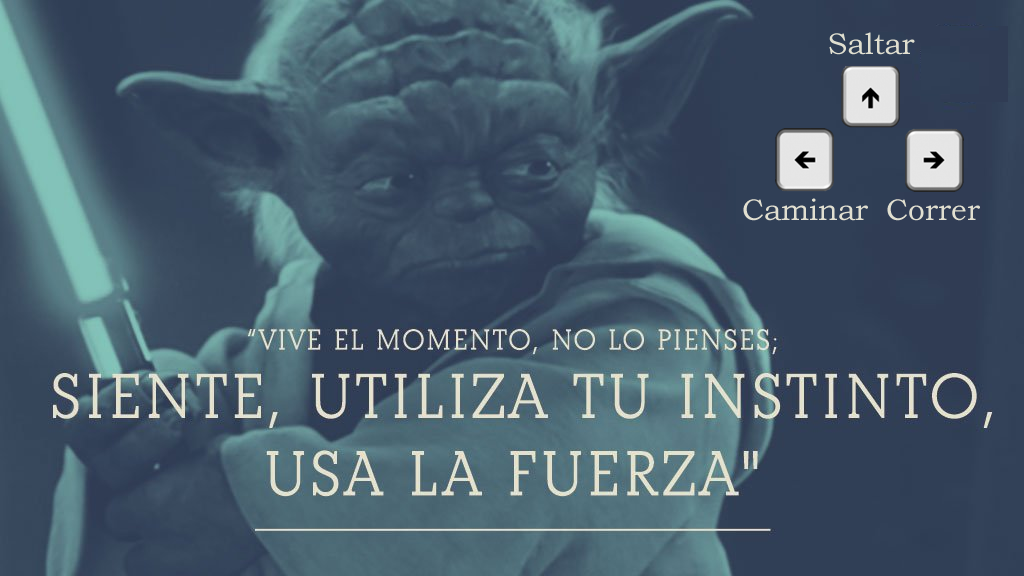 Saltar
Caminar Correr
“VIVE EL MOMENTO, NO LO PIENSES;
SIENTE, UTILIZA TU INSTINTO,
USA LA FUERZA"